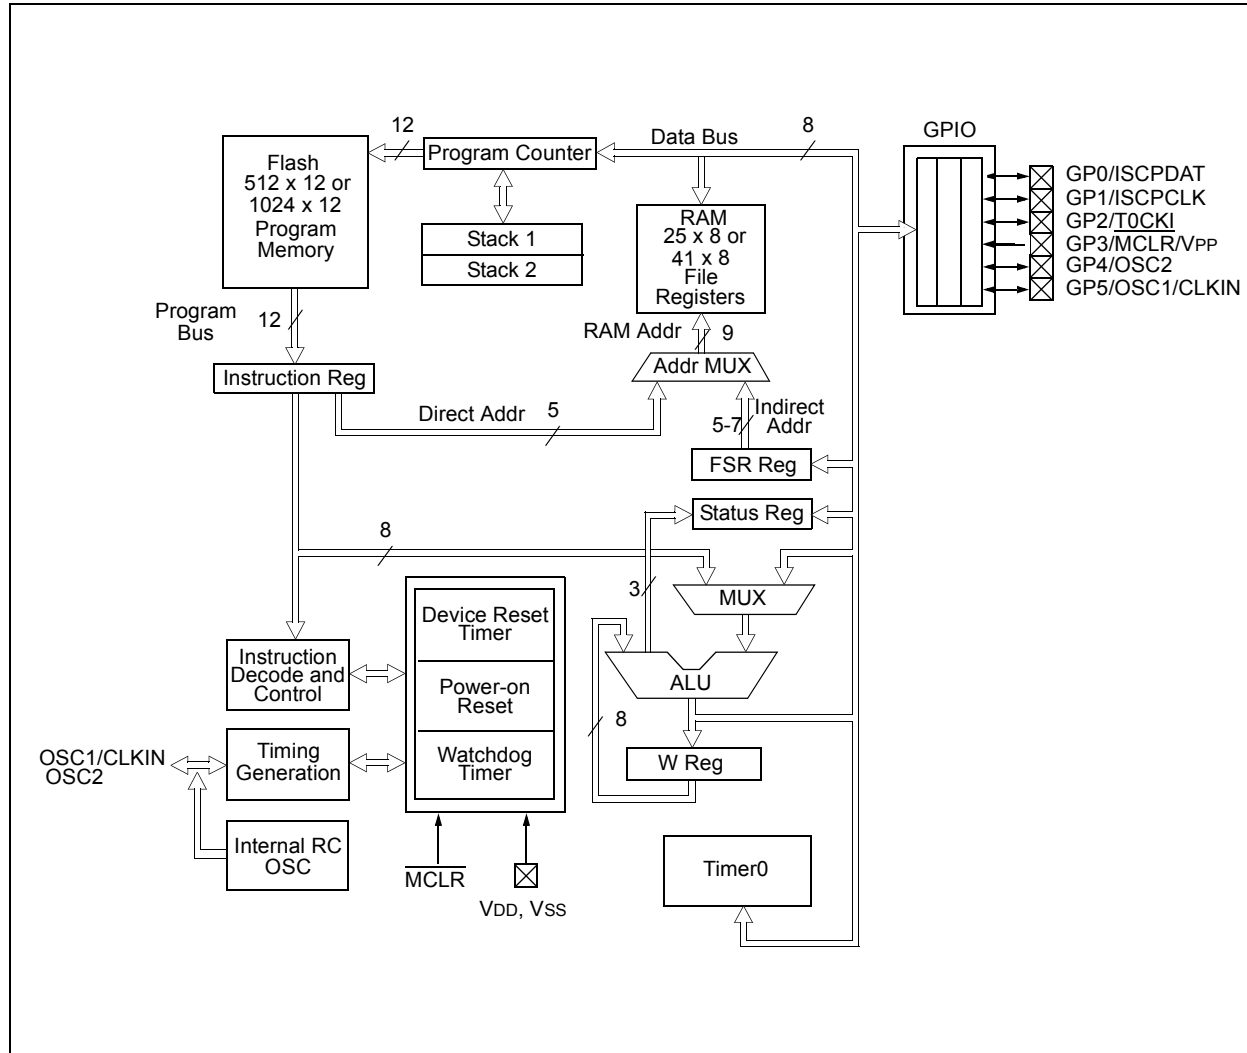 12
Data Bus
8
GPIO
Flash
512 x 12 or
1024 x 12
Program
Memory
Program Counter
Stack 1
Stack 2
RAM
25 x 8 or
41 x 8
File
Registers
GP0/ISCPDAT
GP1/ISCPCLK
GP2/T0CKI
GP3/MCLR/VPP
GP4/OSC2
GP5/OSC1/CLKIN
Program
Bus
12
RAM Addr
9
Instruction Reg
Addr MUX
Direct Addr
5
5-7
Indirect
Addr
FSR Reg
Status Reg
8
3
MUX
Device Reset
Timer
Instruction
Decode and
Control
Power-on
Reset
ALU
8
OSC1/CLKIN
OSC2
Timing
Generation
Watchdog
Timer
W Reg
Internal RC
OSC
MCLR
VDD, VSS
Timer0